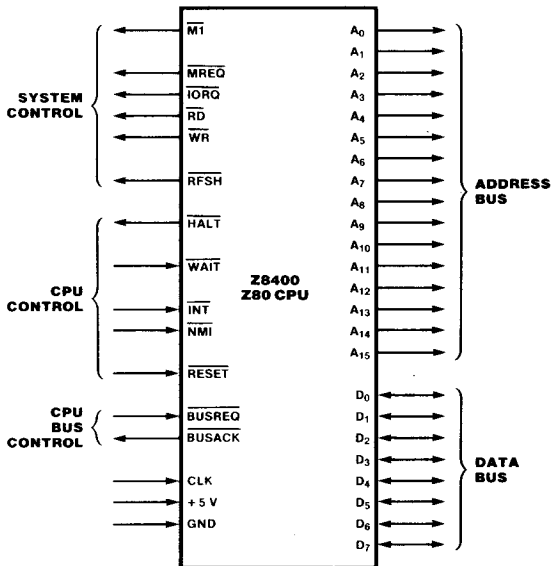 SYSTEM
CONTROL
M1
MREQ
IORQ
RD
WR
RFSH
CPU
CONTROL
HALT
WAIT
INT
NMI
RESET
CPU
BUS
CONTROL
BUSREQ
BUSACK
CLK
+5 V
GND
Z8400
Z80 CPU
A0
A1
A2
A3
A4
A5
A6
A7
A8
A9
A10
A11
A12
A13
A14
A15
ADDRESS
BUS
D0
D1
D2
D3
D4
D5
D6
D7
DATA
BUS